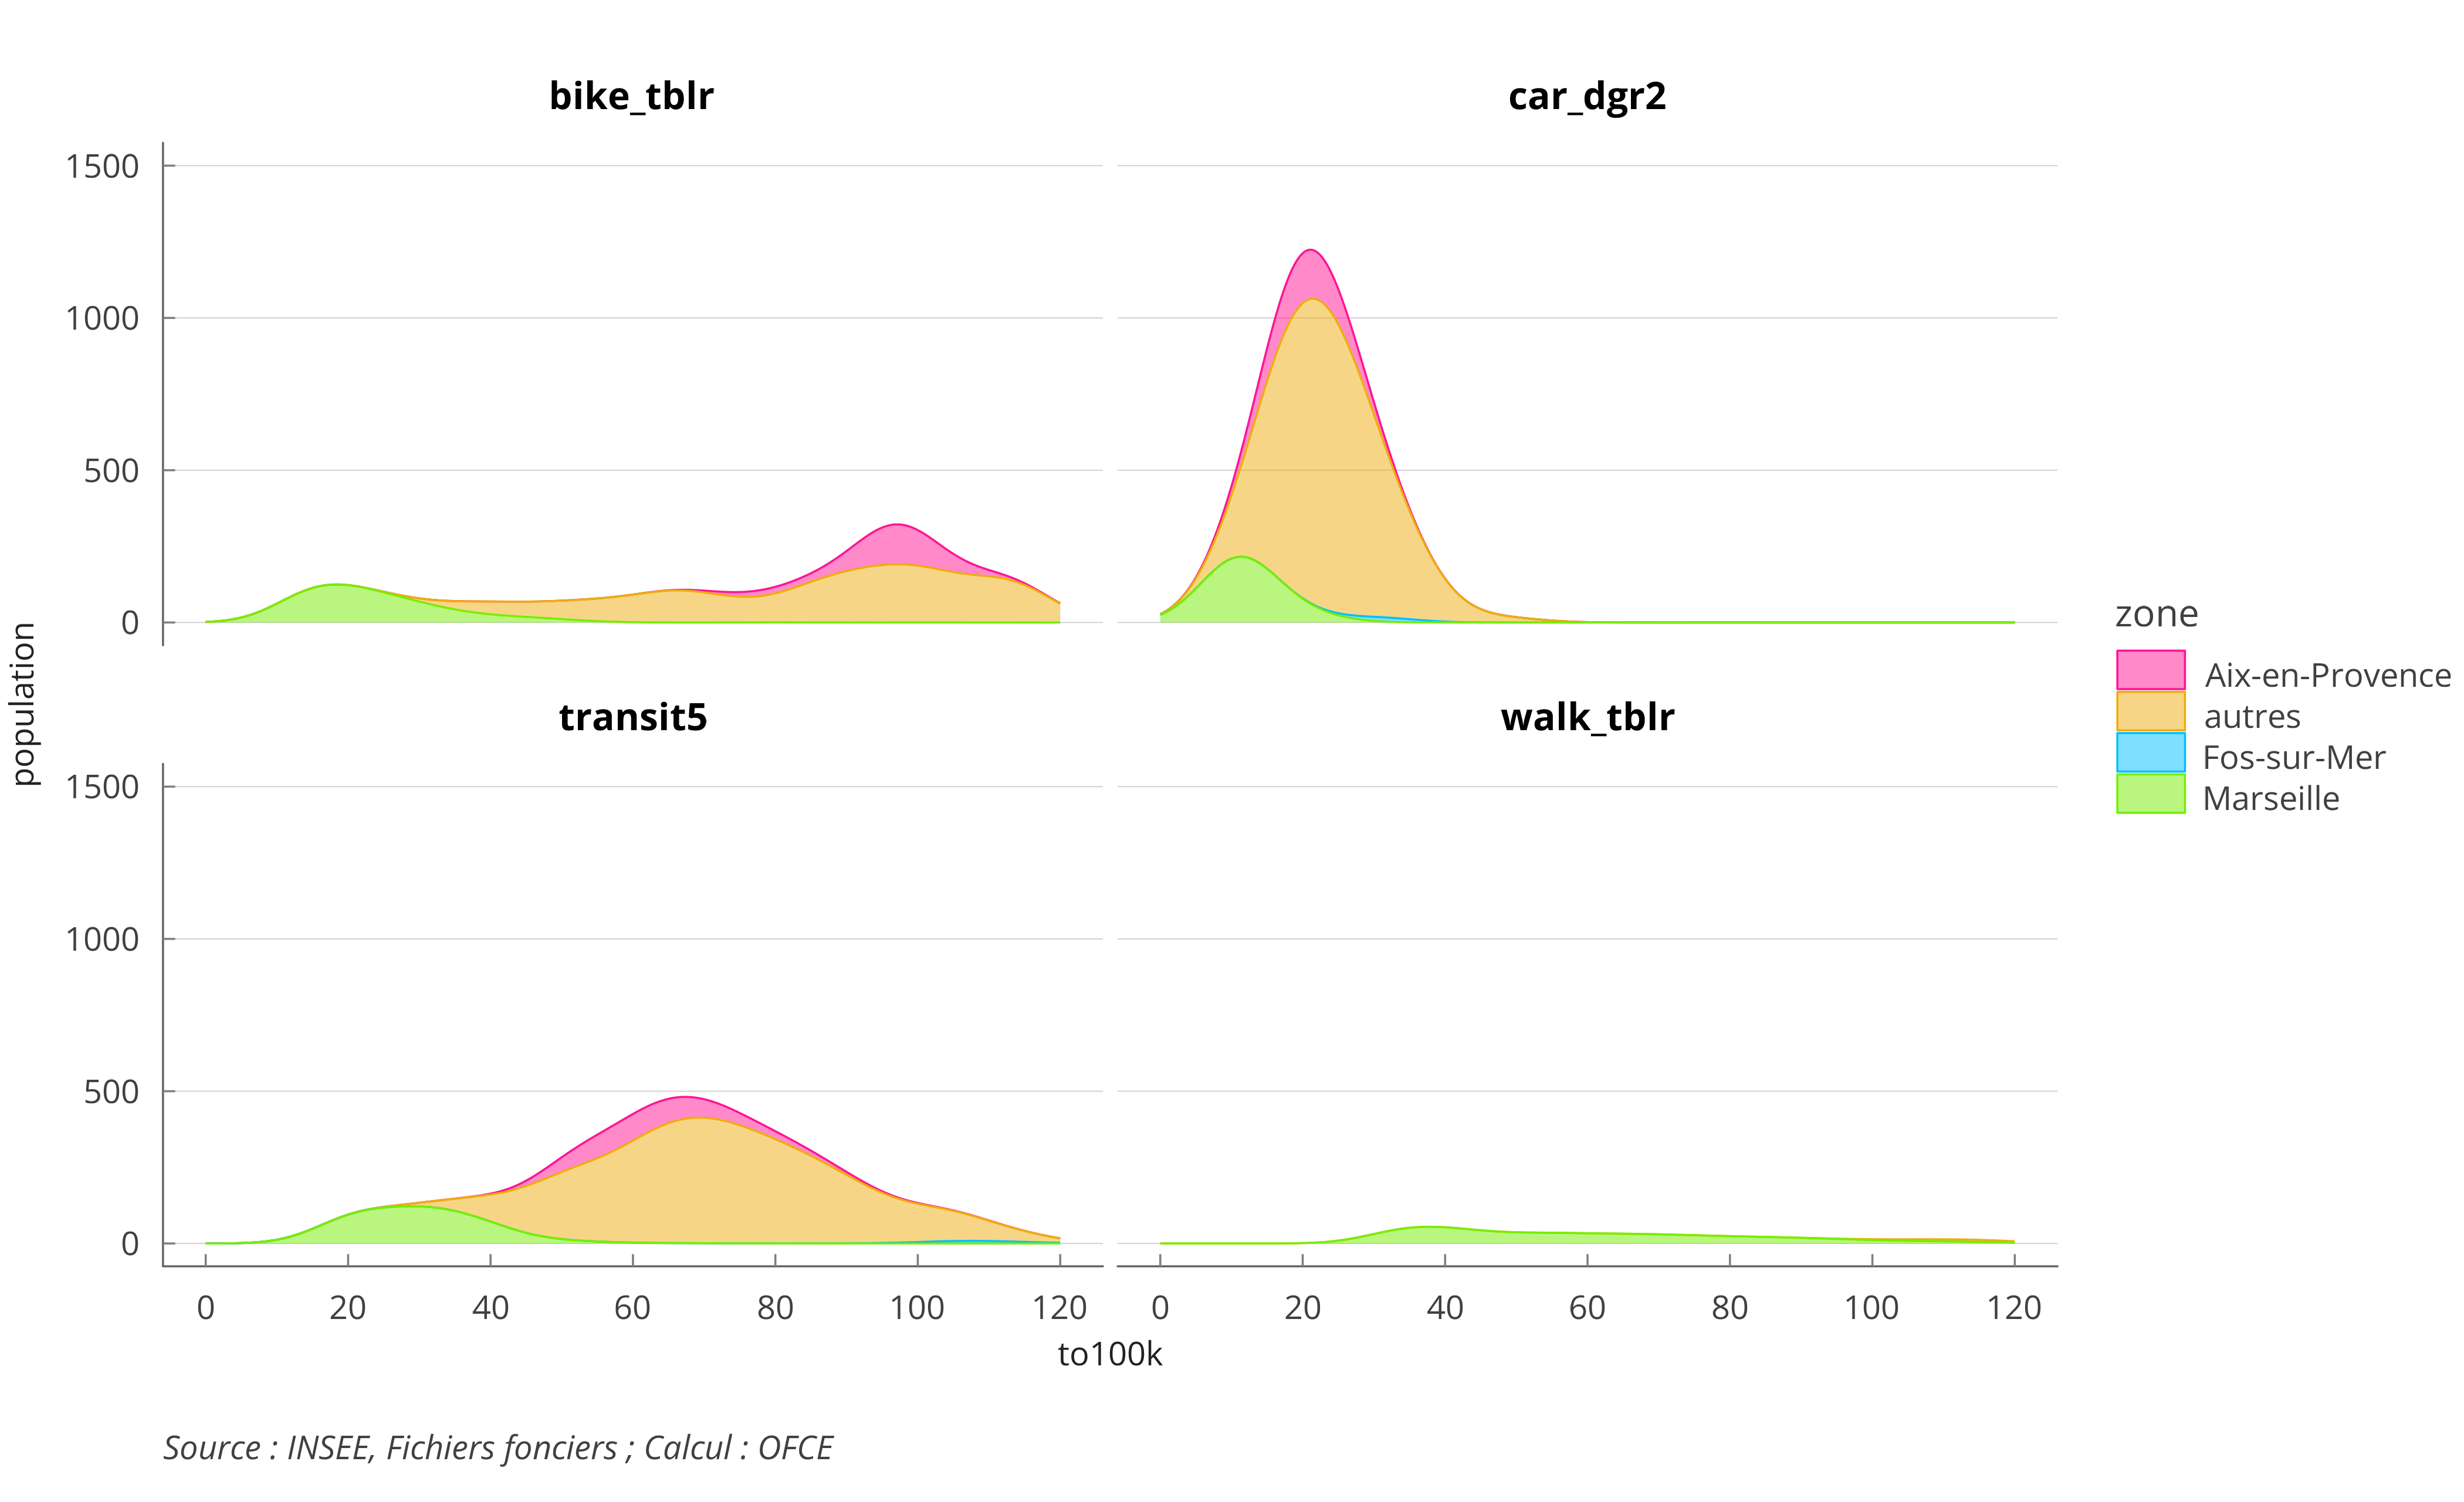 bike_tblr
car_dgr2
1500
1000
500
0
transit5
walk_tblr
1500
1000
500
0
population
0 20 40 60 80 100 120
0 20 40 60 80 100 120
to100k
zone
Aix-en-Provence
autres
Fos-sur-Mer
Marseille
Source : INSEE, Fichiers fonciers ; Calcul : OFCE